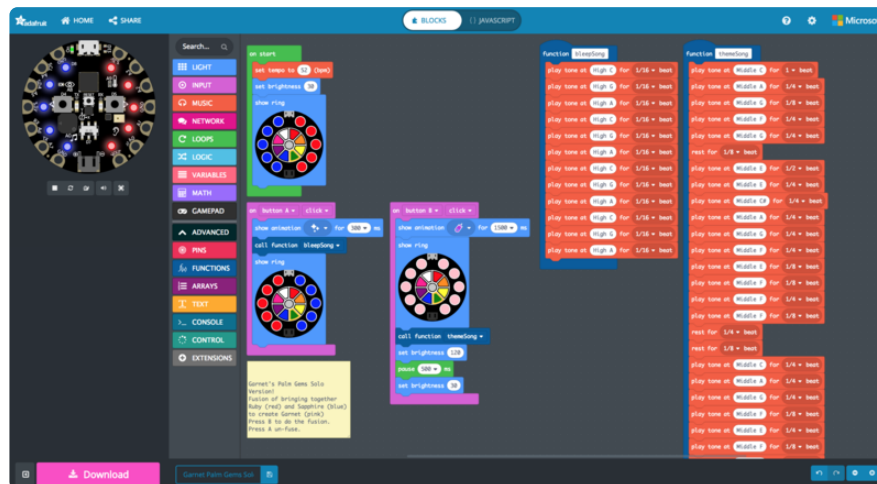 adafruit
HOME
SHARE
BLOCKS
{} JAVASCRIPT
Microso
Search...
LIGHT
INPUT
MUSIC
NETWORK
LOOPS
LOGIC
VARIABLES
MATH
GAMEPAD
ADVANCED
PINS
FUNCTIONS
ARRAYS
TEXT
CONSOLE
CONTROL
EXTENSIONS
on start
set tempo to 52 (bpm)
set brightness 30
show ring
on button A click
show animation for 300 ms
call function bleepSong
show ring
Garnet's Palm Gems Solo
Version!
Fusion of bringing together
Ruby (red) and Sapphire (blue)
to create Garnet (pink)
Press B to do the fusion.
Press A un-fuse.
on button B click
show animation for 1500 ms
show ring
call function themeSong
set brightness 120
pause 500 ms
set brightness 30
function bleepSong
play tone at High C for 1/16 beat
play tone at High G for 1/16 beat
play tone at High A for 1/16 beat
play tone at High C for 1/16 beat
play tone at High G for 1/16 beat
play tone at High A for 1/16 beat
play tone at High C for 1/16 beat
play tone at High G for 1/16 beat
play tone at High A for 1/16 beat
play tone at High C for 1/16 beat
play tone at High G for 1/16 beat
play tone at High A for 1/16 beat
function themeSong
play tone at Middle C for 1 beat
play tone at Middle A for 1/4 beat
play tone at Middle G for 1/8 beat
play tone at Middle F for 1/4 beat
play tone at Middle G for 1/4 beat
rest for 1/8 beat
play tone at Middle E for 1/2 beat
play tone at Middle E for 1/4 beat
play tone at Middle C# for 1/4 beat
play tone at Middle A for 1/4 beat
play tone at Middle G for 1/4 beat
play tone at Middle F for 1/4 beat
play tone at Middle F for 1/8 beat
play tone at Middle F for 1/4 beat
play tone at Middle F for 1/8 beat
rest for 1/4 beat
rest for 1/8 beat
play tone at Middle C for 1/4 beat
play tone at Middle A for 1/4 beat
play tone at Middle G for 1/4 beat
play tone at Middle F for 1/8 beat
play tone at Middle E for 1/4 beat
play tone at Middle F for 1/4 beat
play tone at Middle G for 1/8 beat
Download
Garnet Palm Gems Sol